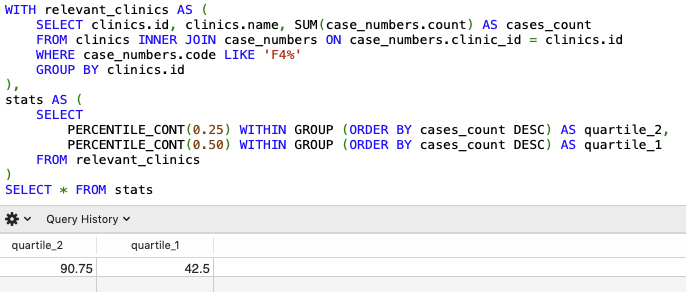 WITH relevant_clinics AS (
    SELECT clinics.id, clinics.name, SUM(case_numbers.count) AS cases_count
    FROM clinics INNER JOIN case_numbers ON case_numbers.clinic_id = clinics.id
    WHERE case_numbers.code LIKE 'F4%'
    GROUP BY clinics.id
),
stats AS (
    SELECT
        PERCENTILE_CONT(0.25) WITHIN GROUP (ORDER BY cases_count DESC) AS quartile_2,
        PERCENTILE_CONT(0.50) WITHIN GROUP (ORDER BY cases_count DESC) AS quartile_1
    FROM relevant_clinics
)
SELECT * FROM stats
Query History
quartile_2 quartile_1
90.75 42.5